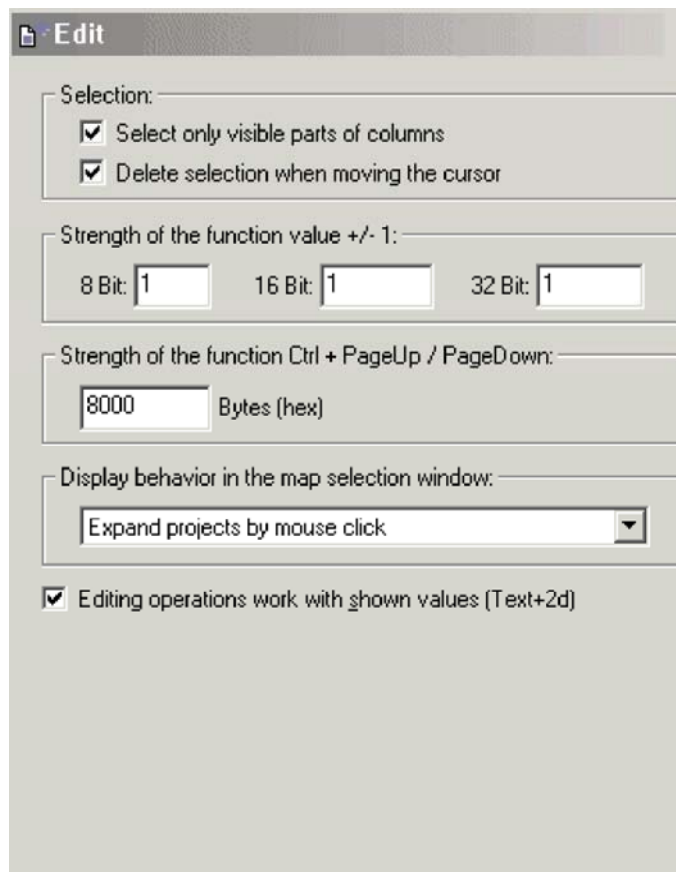 Edit
Selection:
Select only visible parts of columns
Delete selection when moving the cursor
Strength of the function value +/- 1:
8 Bit: 1 16 Bit: 1 32 Bit: 1
Strength of the function Ctrl + PageUp / PageDown:
8000 Bytes (hex)
Display behavior in the map selection window:
Expand projects by mouse click
Editing operations work with shown values (Text+2d)